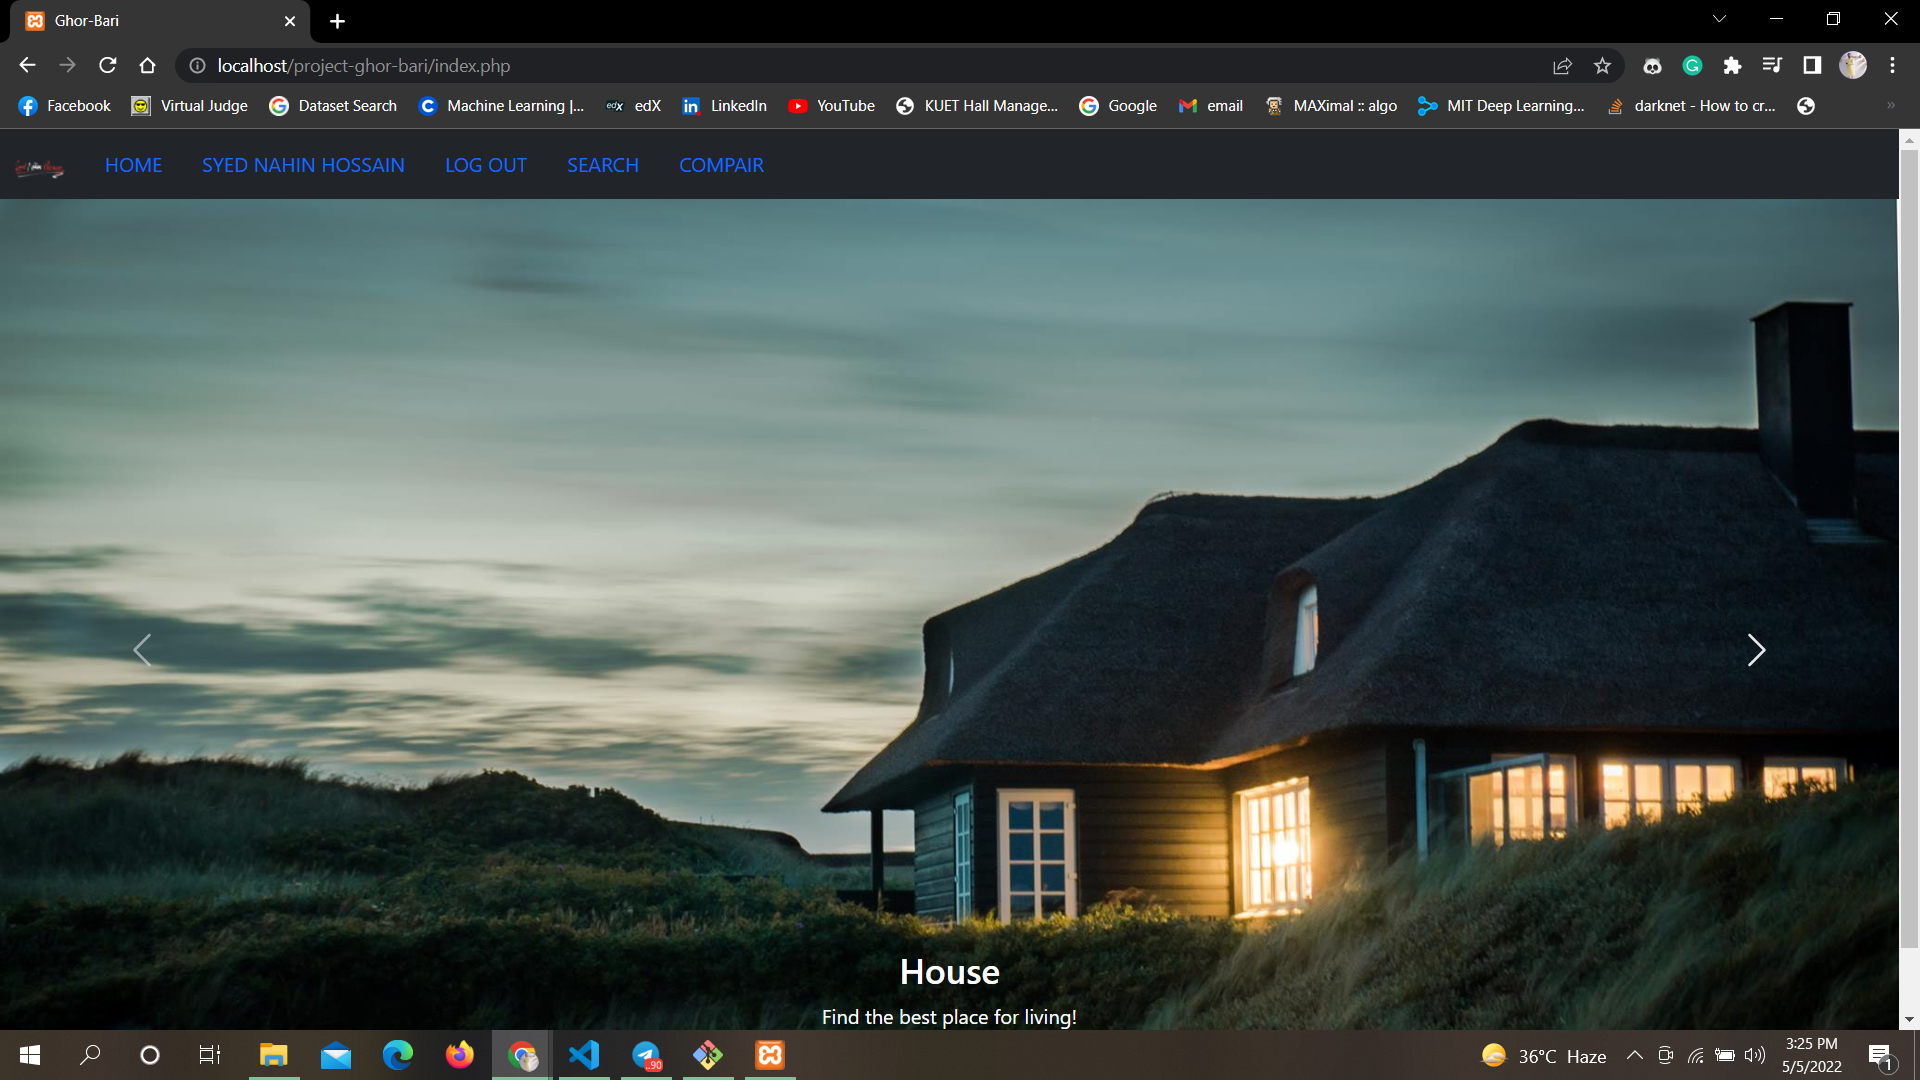 Ghor-Bari
localhost/project-ghor-bari/index.php
Facebook Virtual Judge Dataset Search Machine Learning |... edX LinkedIn YouTube KUET Hall Manage... Google email MAXimal :: algo MIT Deep Learning... darknet - How to cr... »
HOME SYED NAHIN HOSSAIN LOG OUT SEARCH COMPAIR
House
Find the best place for living!
36°C Haze
3:25 PM
5/5/2022
1